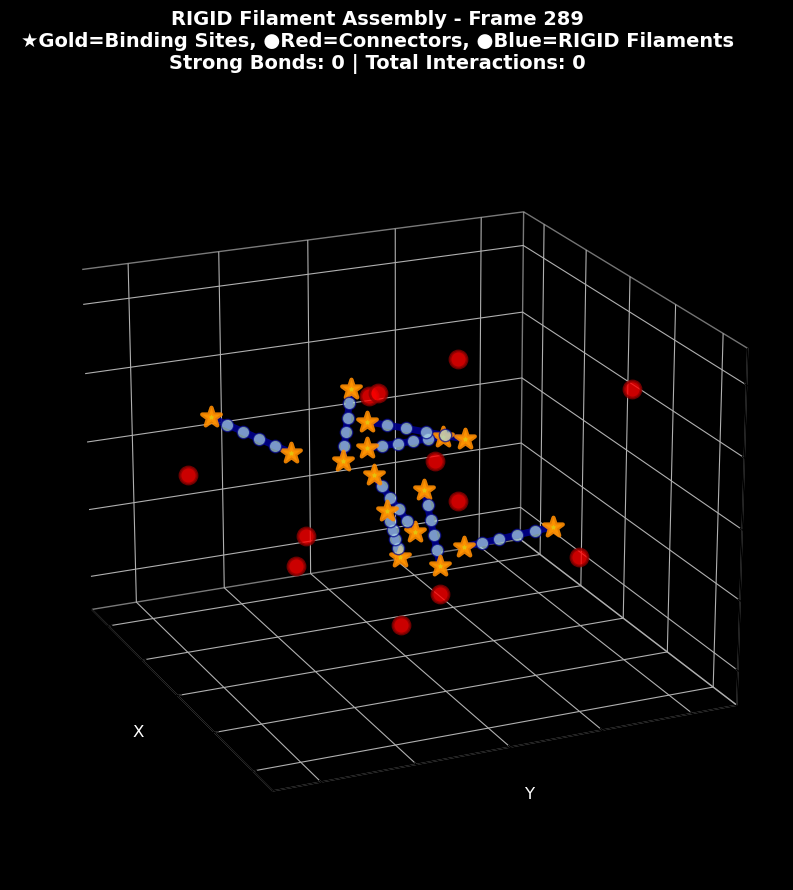 RIGID Filament Assembly - Frame 289
★Gold=Binding Sites, ●Red=Connectors, ●Blue=RIGID Filaments
Strong Bonds: 0 | Total Interactions: 0
X
Y